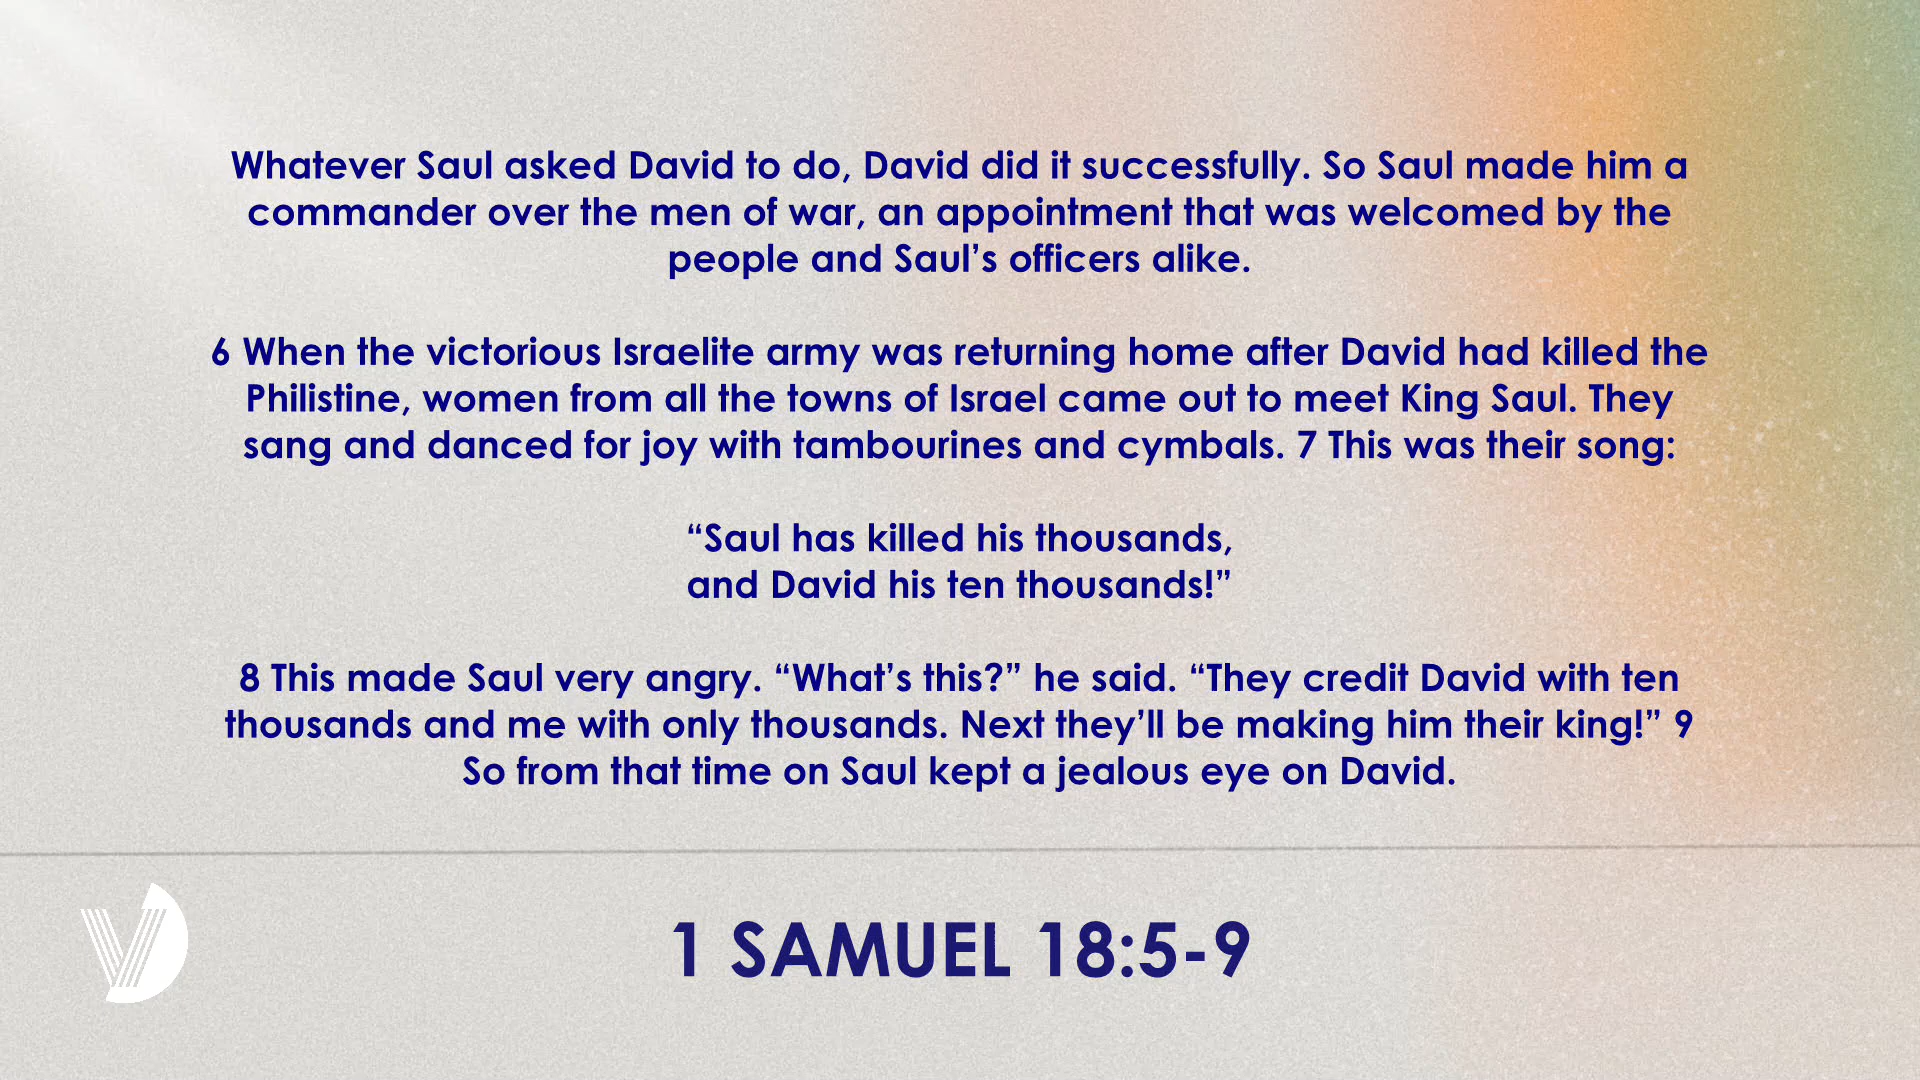 Whatever Saul asked David to do, David did it successfully. So Saul made him a
commander over the men of war, an appointment that was welcomed by the
people and Saul’s officers alike.
6 When the victorious Israelite army was returning home after David had killed the
Philistine, women from all the towns of Israel came out to meet King Saul. They
sang and danced for joy with tambourines and cymbals. 7 This was their song:
“Saul has killed his thousands,
and David his ten thousands!”
8 This made Saul very angry. “What’s this?” he said. “They credit David with ten
thousands and me with only thousands. Next they’ll be making him their king!” 9
So from that time on Saul kept a jealous eye on David.
1 SAMUEL 18:5-9